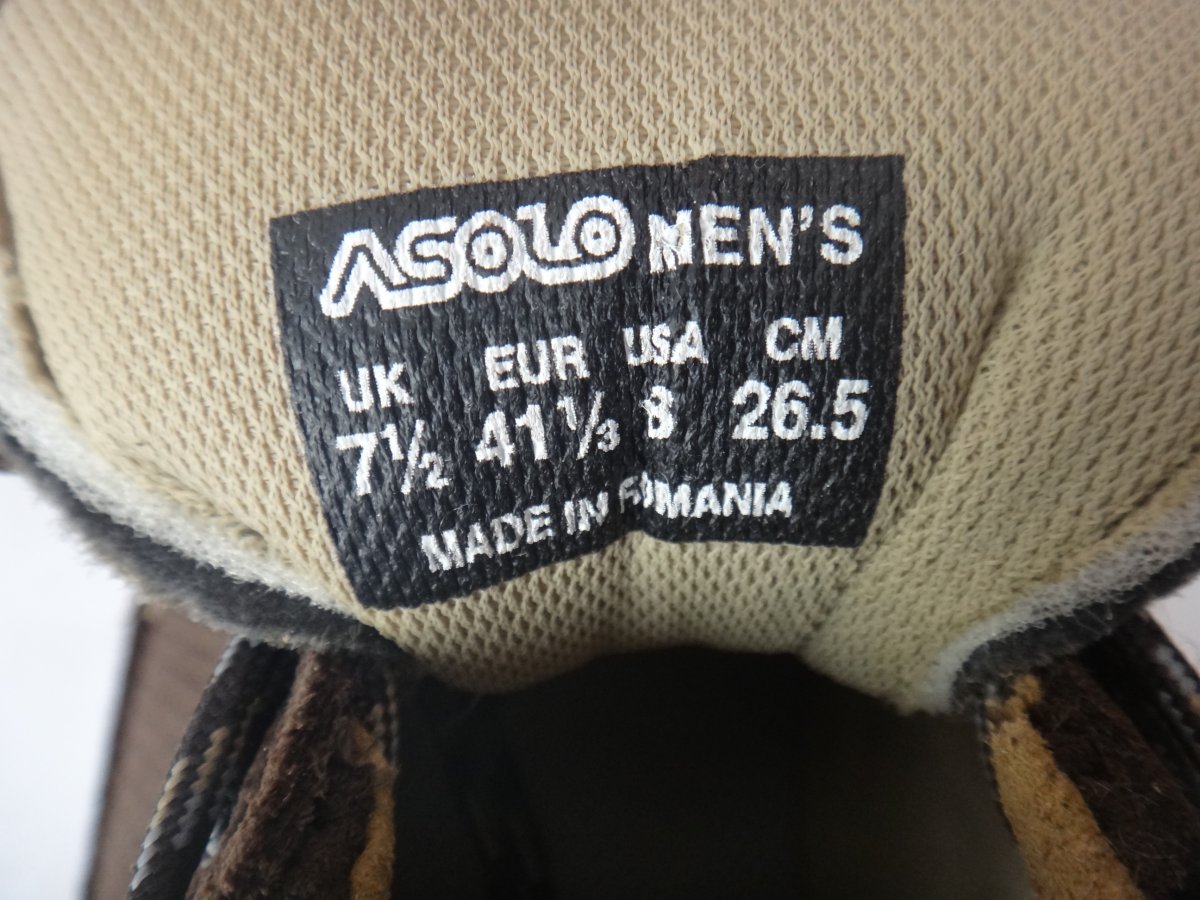 ASOLO MEN'S
UK EUR USA CM
7½ 41⅓ 8 26.5
MADE IN ROMANIA